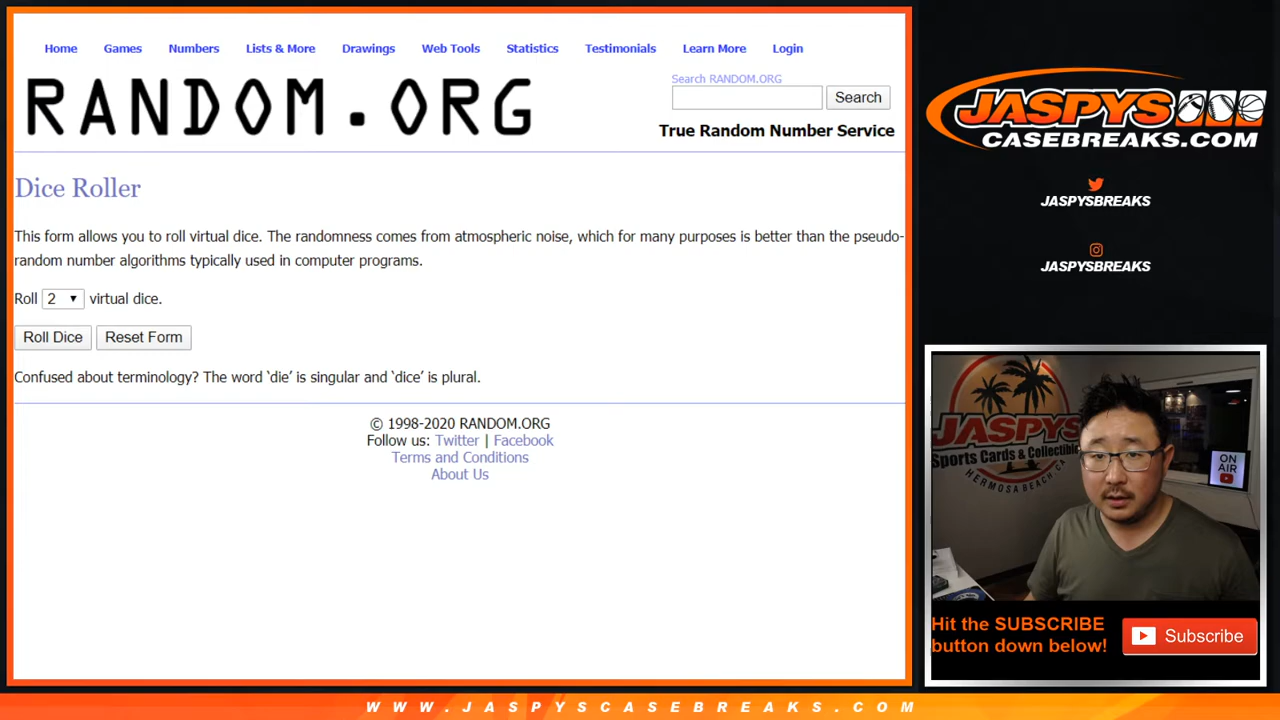 Home Games Numbers Lists & More Drawings Web Tools Statistics Testimonials Learn More Login
RANDOM.ORG
Search RANDOM.ORG
Search
True Random Number Service
Dice Roller
This form allows you to roll virtual dice. The randomness comes from atmospheric noise, which for many purposes is better than the pseudo-
random number algorithms typically used in computer programs.
Roll 2 virtual dice.
Roll Dice Reset Form
Confused about terminology? The word ‘die’ is singular and ‘dice’ is plural.
© 1998-2020 RANDOM.ORG
Follow us: Twitter | Facebook
Terms and Conditions
About Us
JASPYS
CASEBREAKS.COM
JASPYSBREAKS
JASPYSBREAKS
JASPYS
Sports Cards & Collectibl
HERMOSA BEACH CA
ON
AIR
Hit the SUBSCRIBE
button down below!
Subscribe
WWW.JASPYSCASEBREAKS.COM